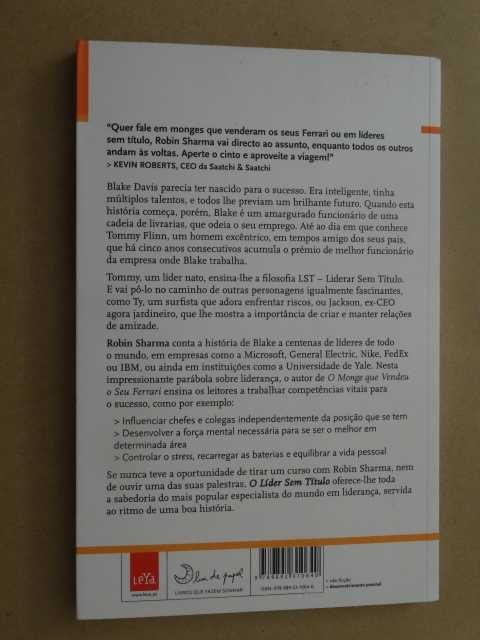 "Quer fale em monges que venderam os seus Ferrari ou em líderes
sem título, Robin Sharma vai directo ao assunto, enquanto todos os outros
andam às voltas. Aperte o cinto e aproveite a viagem!"
> KEVIN ROBERTS, CEO da Saatchi & Saatchi
Blake Davis parecia ter nascido para o sucesso. Era inteligente, tinha
múltiplos talentos, e todos lhe previam um brilhante futuro. Quando esta
história começa, porém, Blake é um amargurado funcionário de uma
cadeia de livrarias, que odeia o seu emprego. Até ao dia em que conhece
Tommy Flinn, um homem excêntrico, em tempos amigo dos seus pais,
que há cinco anos consecutivos acumula o prémio de melhor funcionário
da empresa onde Blake trabalha.
Tommy, um líder nato, ensina-lhe a filosofia LST – Liderar Sem Título.
E vai pô-lo no caminho de outras personagens igualmente fascinantes,
como Ty, um surfista que adora enfrentar riscos, ou Jackson, ex-CEO
agora jardineiro, que lhe mostra a importância de criar e manter relações
de amizade.
Robin Sharma conta a história de Blake a centenas de líderes de todo
o mundo, em empresas como a Microsoft, General Electric, Nike, FedEx
ou IBM, ou ainda em instituições como a Universidade de Yale. Nesta
impressionante parábola sobre liderança, o autor de O Monge que Vendeu
o Seu Ferrari ensina os leitores a trabalhar competências vitais para
o sucesso, como por exemplo:
> Influenciar chefes e colegas independentemente da posição que se tem
> Desenvolver a força mental necessária para se ser o melhor em
determinada área
> Controlar o stress, recarregar as baterias e equilibrar a vida pessoal
Se nunca teve a oportunidade de tirar um curso com Robin Sharma, nem
de ouvir uma das suas palestras, O Líder Sem Título oferece-lhe toda
a sabedoria do mais popular especialista do mundo em liderança, servida
ao ritmo de uma boa história.
LeYa
www.leya.pt
Lua de papel
LIVROS QUE FAZEM SONHAR
> não ficção
> desenvolvimento pessoal